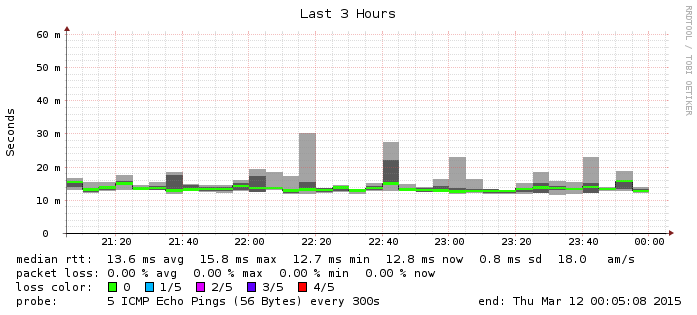 Last 3 Hours
RRDTOOL / TOBI OETIKER
Seconds
60 m
50 m
40 m
30 m
20 m
10 m
0
21:20 21:40 22:00 22:20 22:40 23:00 23:20 23:40 00:00
median rtt: 13.6 ms avg 15.8 ms max 12.7 ms min 12.8 ms now 0.8 ms sd 18.0 am/s
packet loss: 0.00 % avg 0.00 % max 0.00 % min 0.00 % now
loss color: 0 1/5 2/5 3/5 4/5
probe: 5 ICMP Echo Pings (56 Bytes) every 300s end: Thu Mar 12 00:05:08 2015